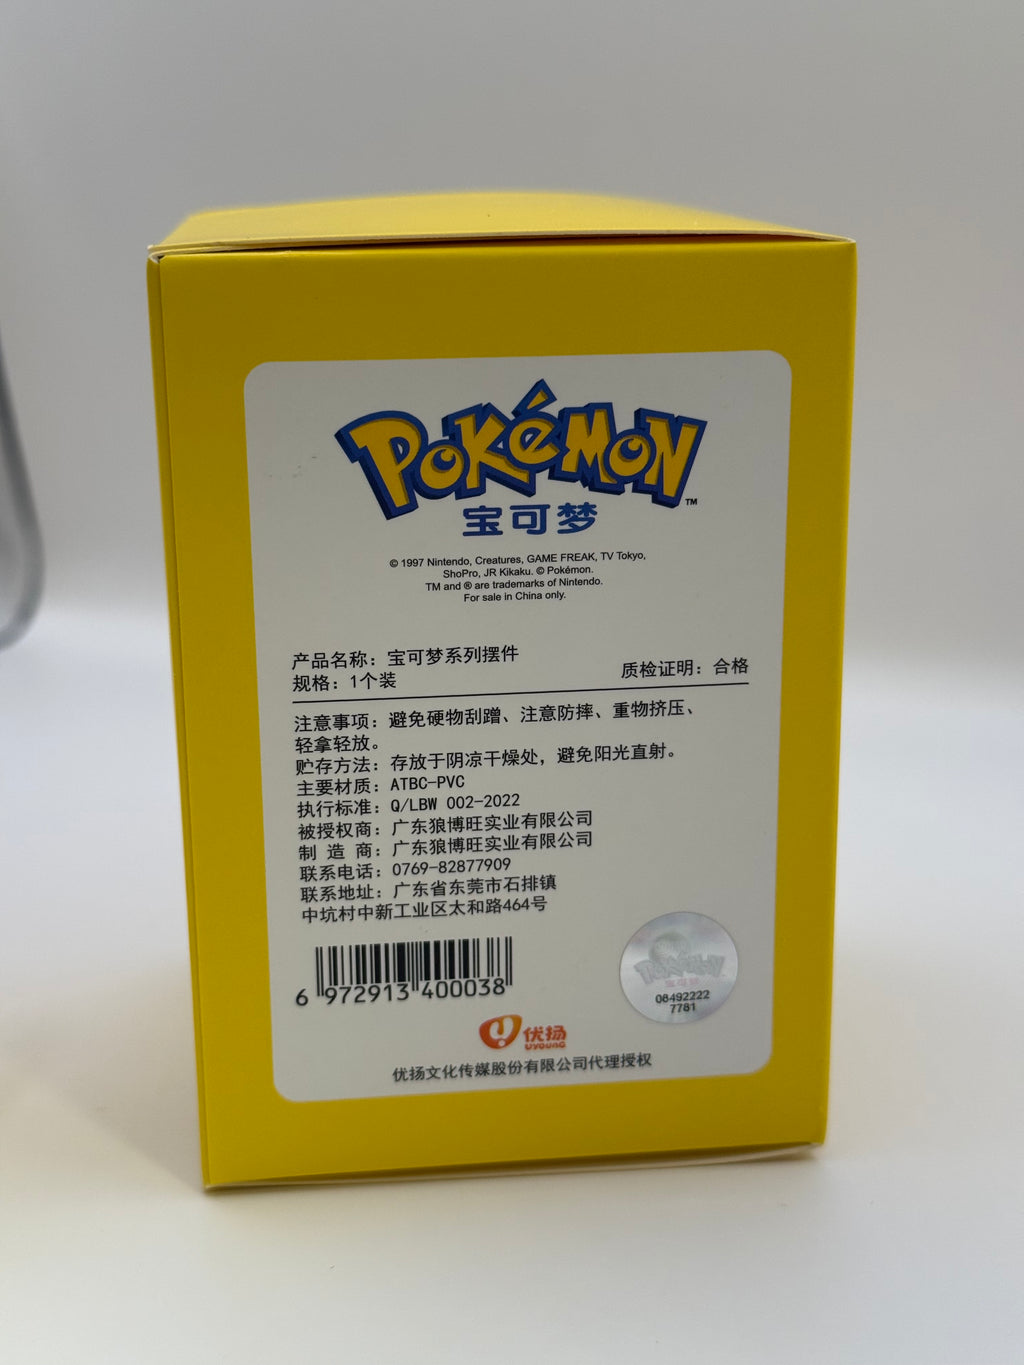 POKéMON™
宝可梦
© 1997 Nintendo, Creatures, GAME FREAK, TV Tokyo,
ShoPro, JR Kikaku. © Pokémon.
TM and ® are trademarks of Nintendo.
For sale in China only.
产品名称：宝可梦系列摆件
规格：1个装
质检证明：合格
注意事项：避免硬物刮蹭、注意防摔、重物挤压、
轻拿轻放。
贮存方法：存放于阴凉干燥处，避免阳光直射。
主要材质：ATBC-PVC
执行标准：Q/LBW 002-2022
被授权商：广东狼博旺实业有限公司
制 造 商：广东狼博旺实业有限公司
联系电话：0769-82877909
联系地址：广东省东莞市石排镇
中坑村中新工业区太和路464号
6 972913 400038
POKéMON
宝可梦
06492222
7781
优扬
UYOUNG
优扬文化传媒股份有限公司代理授权